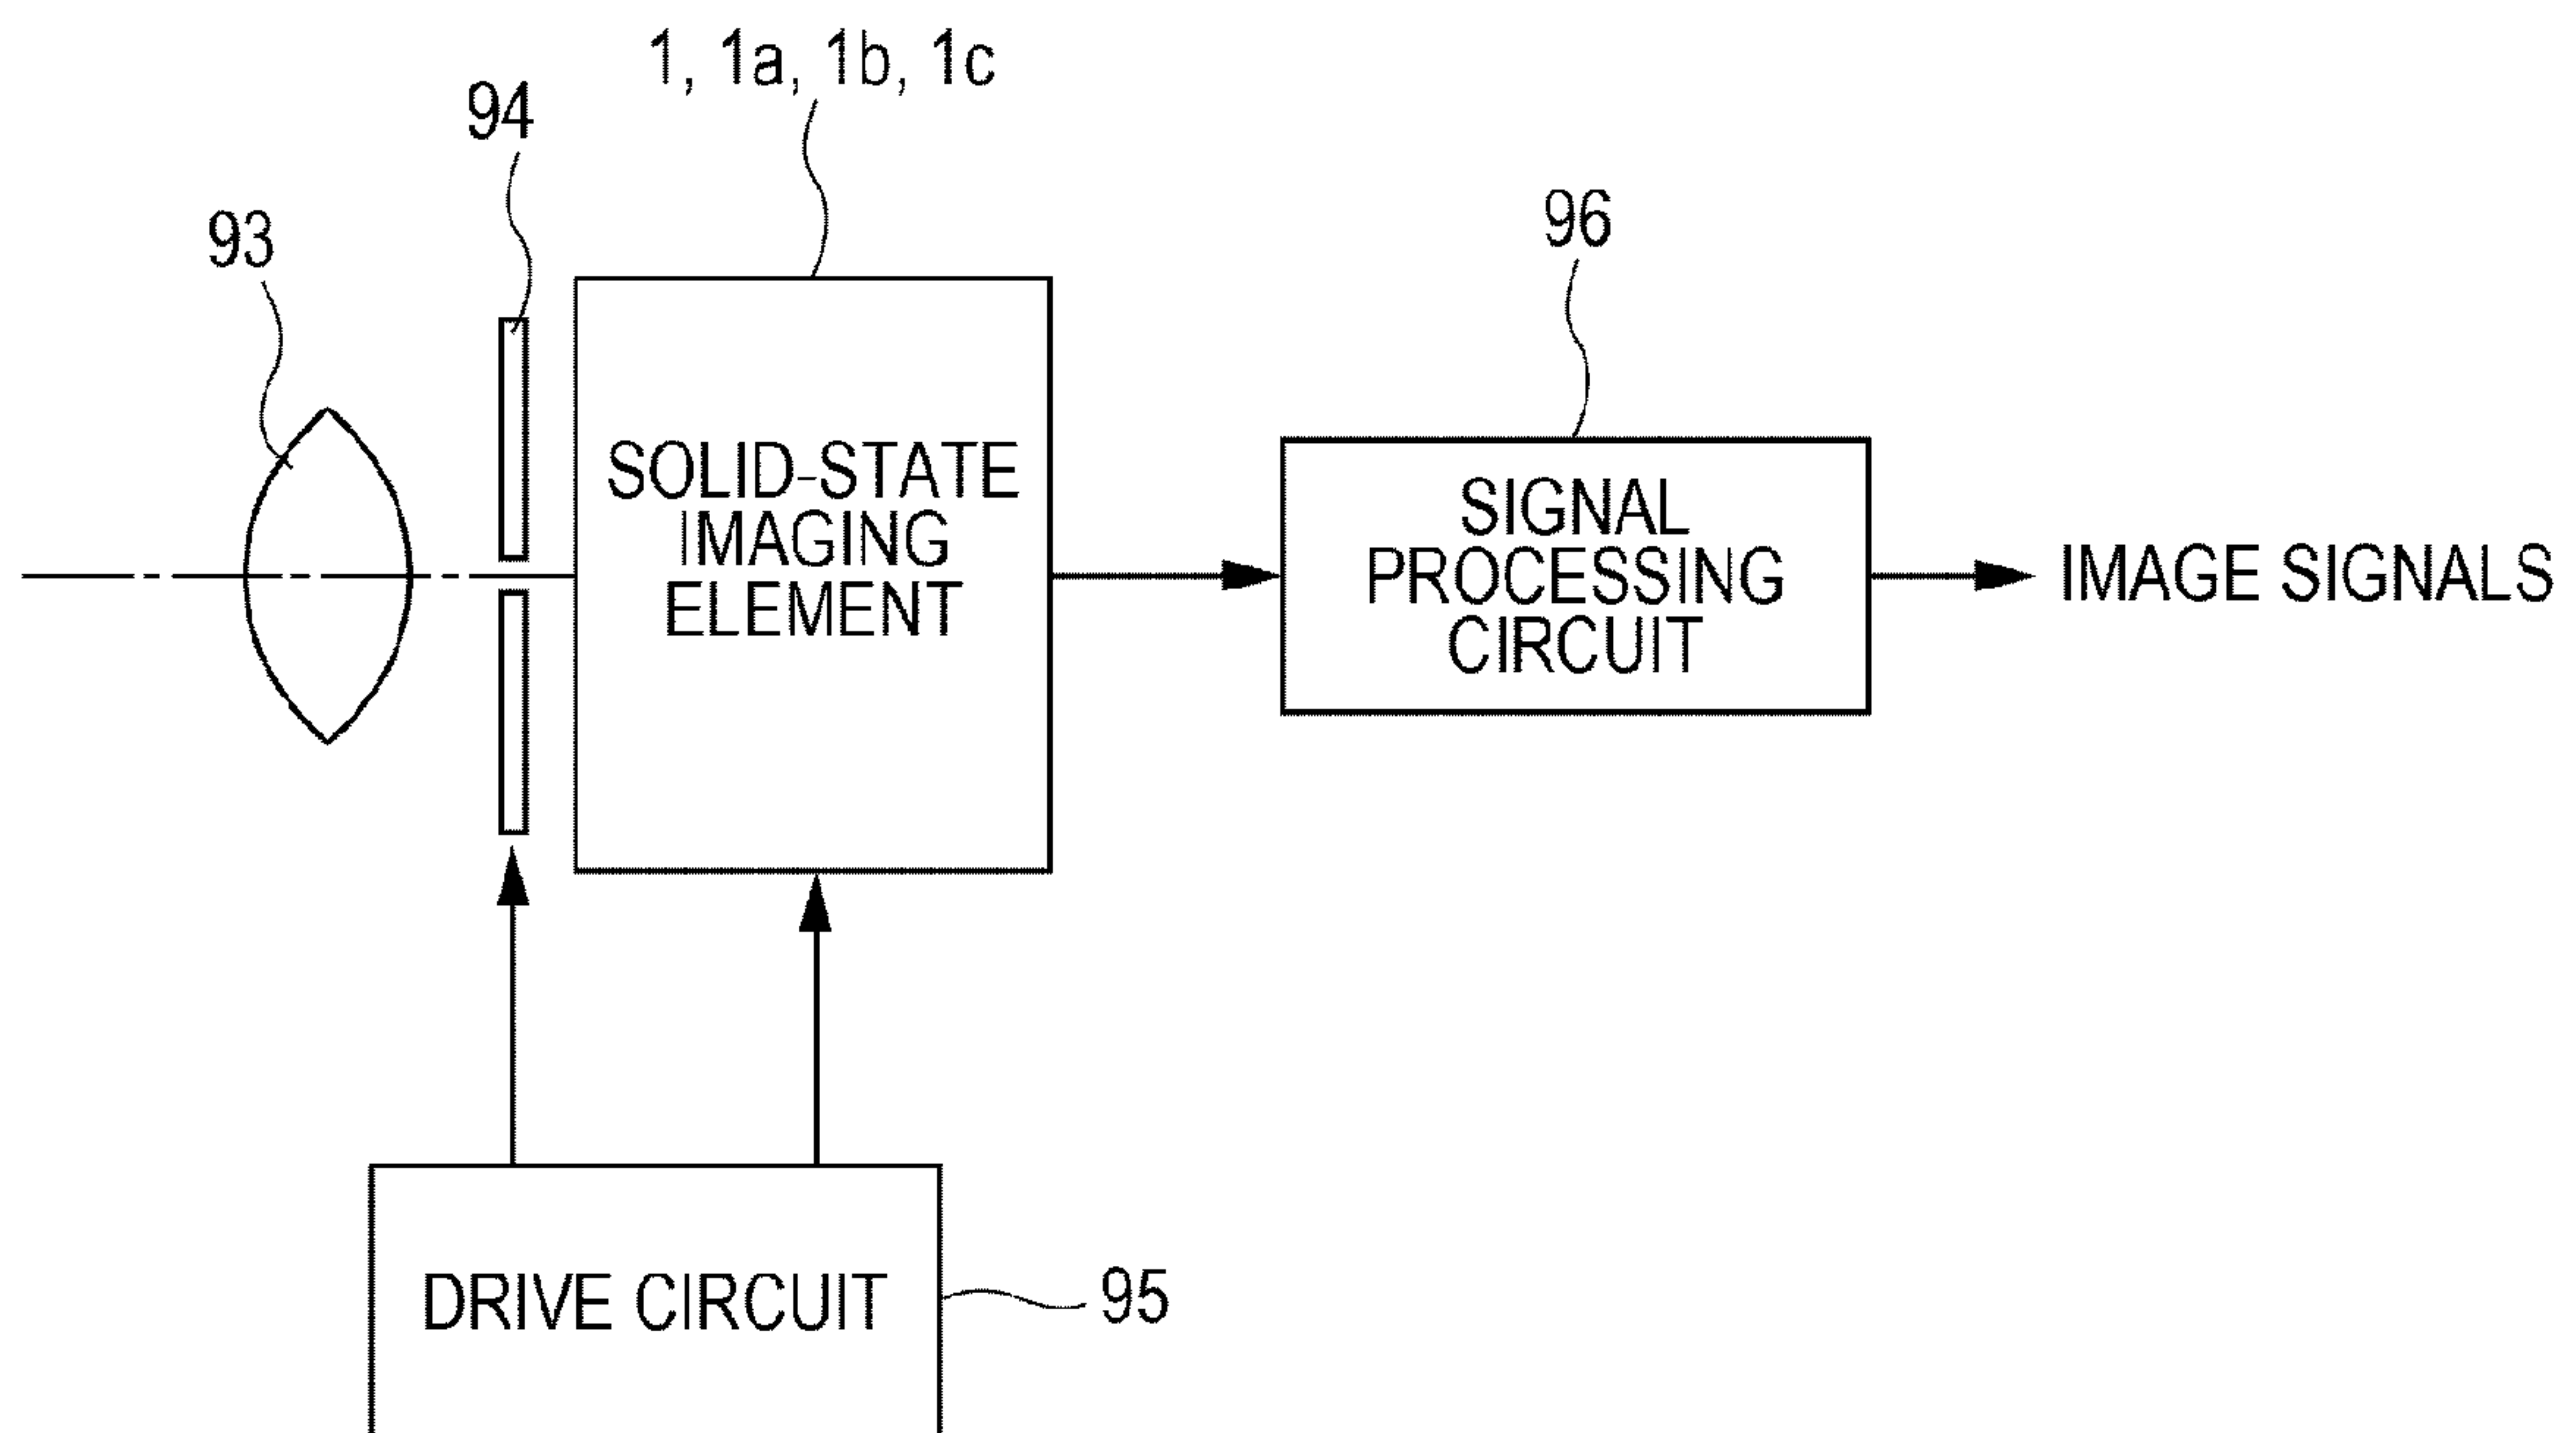 1, 1a, 1b, 1c
94
93
96
SOLID-STATE
IMAGING
ELEMENT
SIGNAL
PROCESSING
CIRCUIT
IMAGE SIGNALS
DRIVE CIRCUIT
95